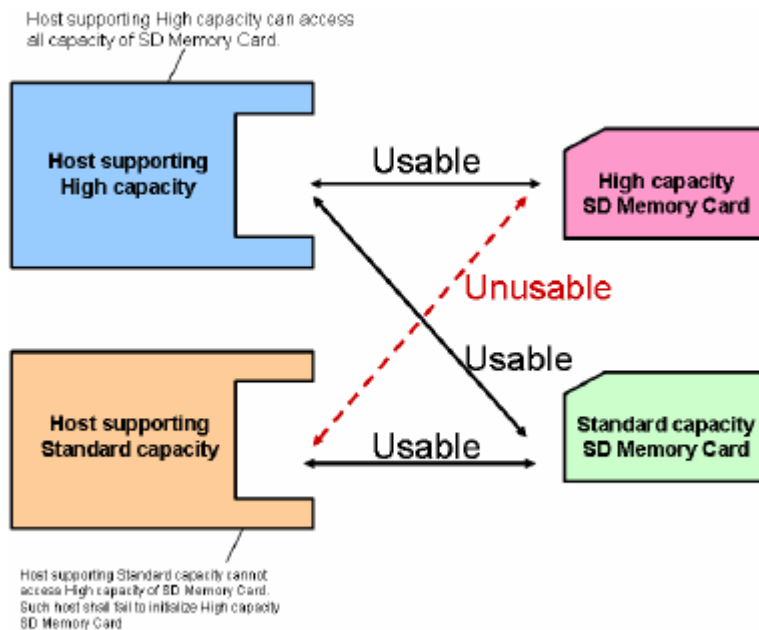 Host supporting High capacity can access
all capacity of SD Memory Card.
Host supporting
High capacity
Usable
High capacity
SD Memory Card
Unusable
Usable
Host supporting
Standard capacity
Usable
Standard capacity
SD Memory Card
Host supporting Standard capacity cannot
access High capacity of SD Memory Card.
Such host shall fail to initialize High capacity
SD Memory Card